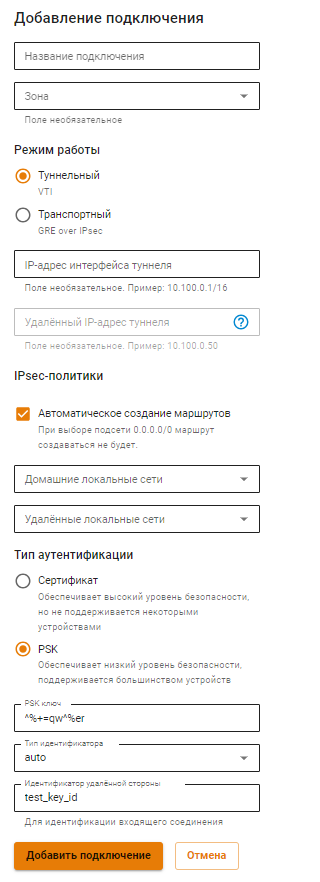 Добавление подключения
Название подключения
Зона
Поле необязательное
Режим работы
Туннельный
VTI
Транспортный
GRE over IPsec
IP-адрес интерфейса туннеля
Поле необязательное. Пример: 10.100.0.1/16
Удалённый IP-адрес туннеля
Поле необязательное. Пример: 10.100.0.50
IPsec-политики
Автоматическое создание маршрутов
При выборе подсети 0.0.0.0/0 маршрут
создаваться не будет.
Домашние локальные сети
Удалённые локальные сети
Тип аутентификации
Сертификат
Обеспечивает высокий уровень безопасности,
но не поддерживается некоторыми
устройствами
PSK
Обеспечивает низкий уровень безопасности,
поддерживается большинством устройств
PSK ключ
^%+=qw^%er
Тип идентификатора
auto
Идентификатор удалённой стороны
test_key_id
Для идентификации входящего соединения
Добавить подключение
Отмена